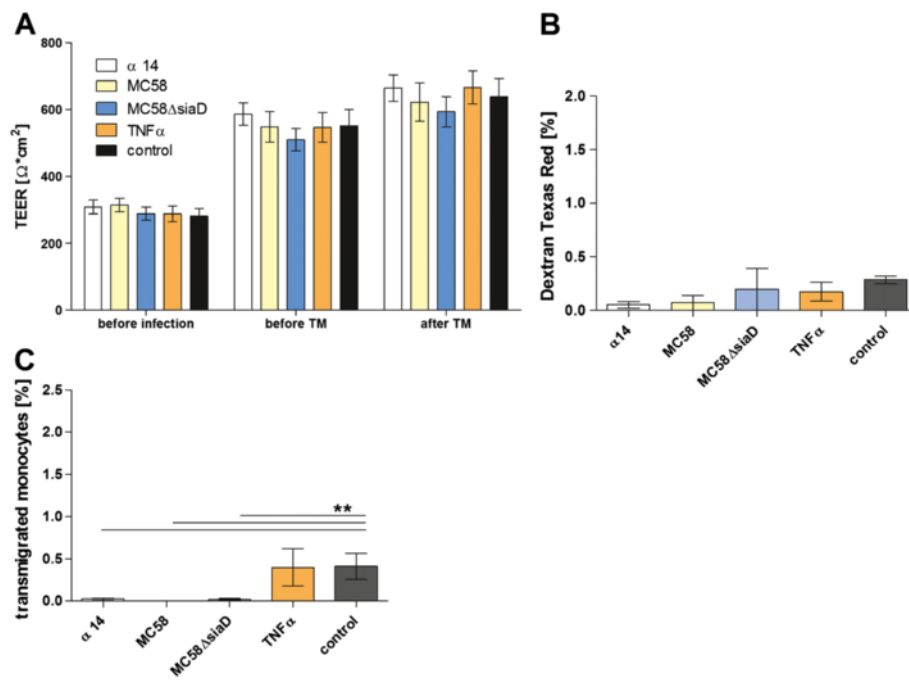 A
TEER [Ω*cm²]
800
600
400
200
0
α 14
MC58
MC58ΔsiaD
TNFα
control
before infection
before TM
after TM
B
Dextran Texas Red [%]
2.0
1.5
1.0
0.5
0.0
α14
MC58
MC58ΔsiaD
TNFα
control
C
transmigrated monocytes [%]
2.5
2.0
1.5
1.0
0.5
0.0
**
α 14
MC58
MC58ΔsiaD
TNFα
control